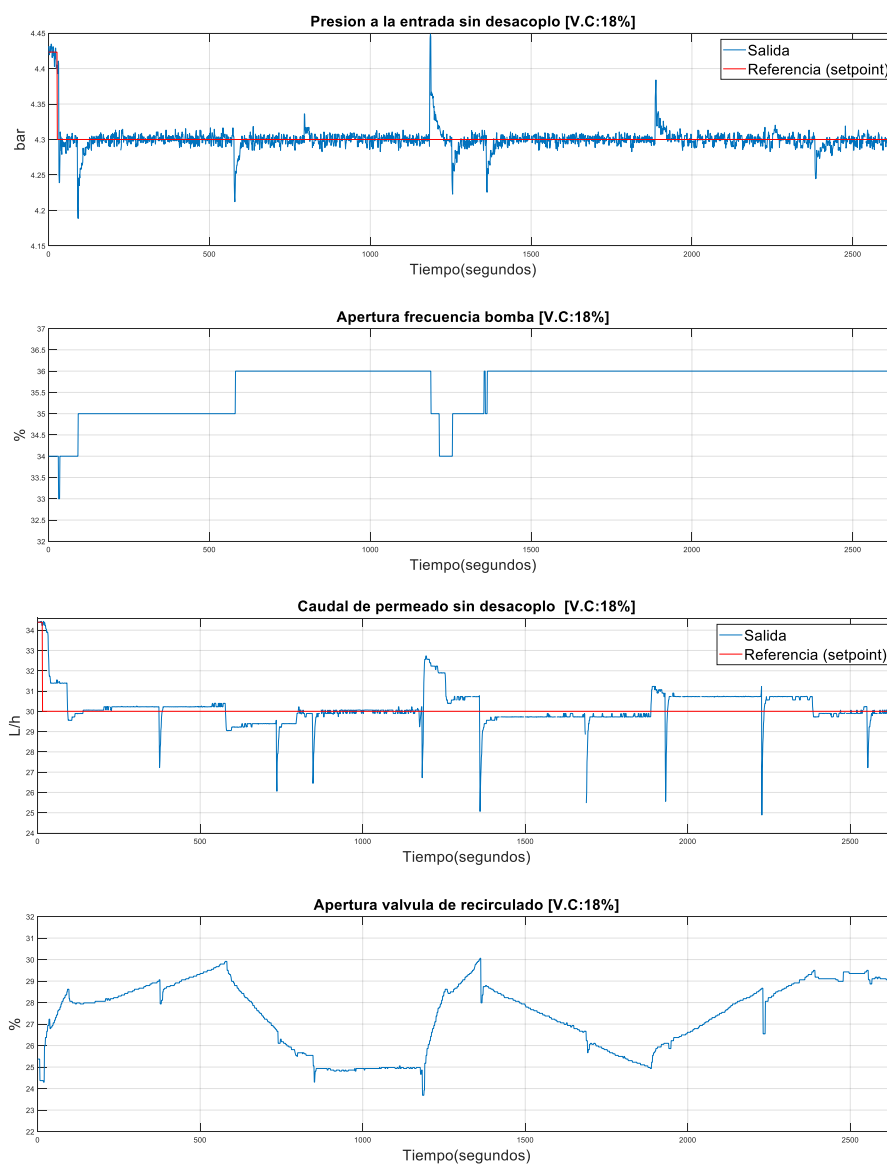 Presion a la entrada sin desacoplo [V.C:18%]
4.45
4.4
4.35
4.3
4.25
4.2
4.15
bar
Salida
Referencia (setpoint)
0 500 1000 1500 2000 2500
Tiempo(segundos)
Apertura frecuencia bomba [V.C:18%]
37
36.5
36
35.5
35
34.5
34
33.5
33
32.5
32
%
0 500 1000 1500 2000 2500
Tiempo(segundos)
Caudal de permeado sin desacoplo [V.C:18%]
34
33
32
31
30
29
28
27
26
25
24
L/h
Salida
Referencia (setpoint)
0 500 1000 1500 2000 2500
Tiempo(segundos)
Apertura valvula de recirculado [V.C:18%]
32
31
30
29
28
27
26
25
24
23
22
%
0 500 1000 1500 2000 2500
Tiempo(segundos)